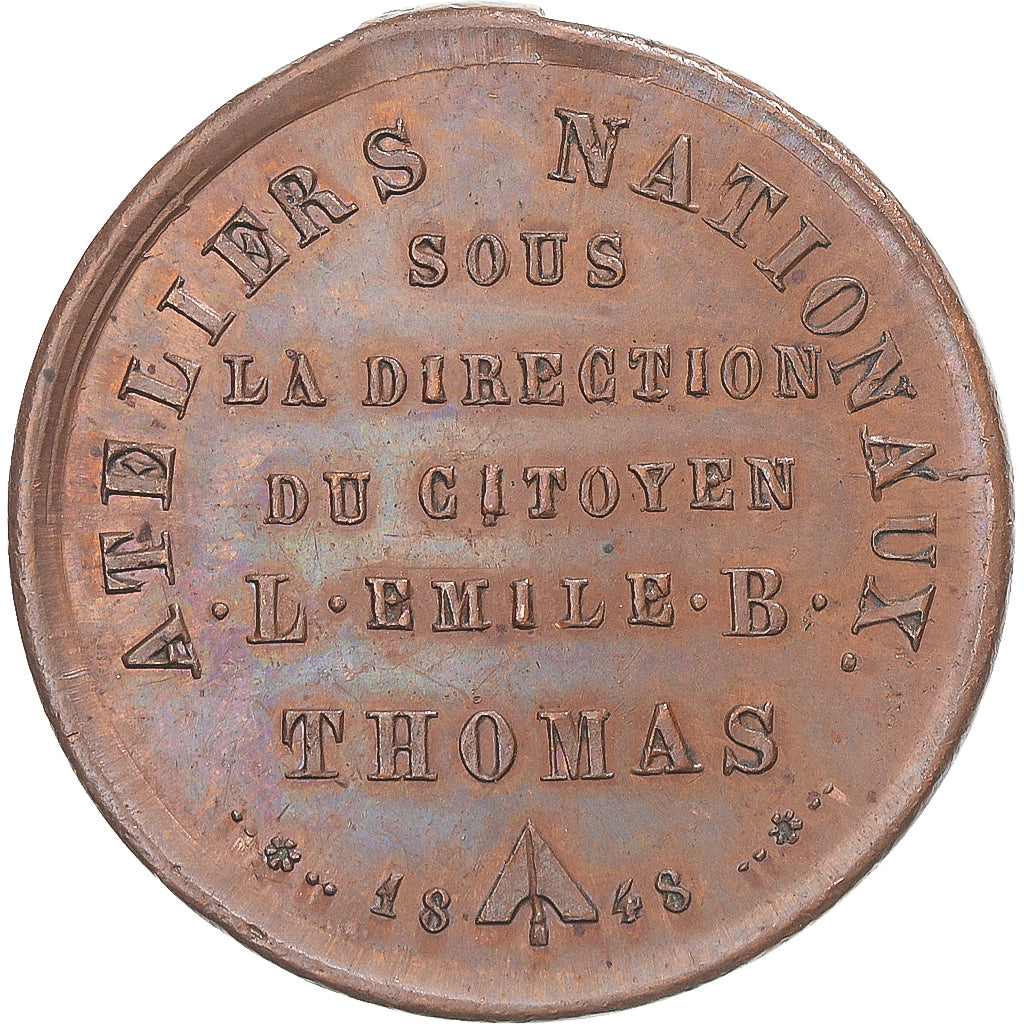 ATELIERS NATIONAUX.
SOUS
LA DIRECTION
DU CITOYEN
· L · EMILE · B ·
THOMAS
1848